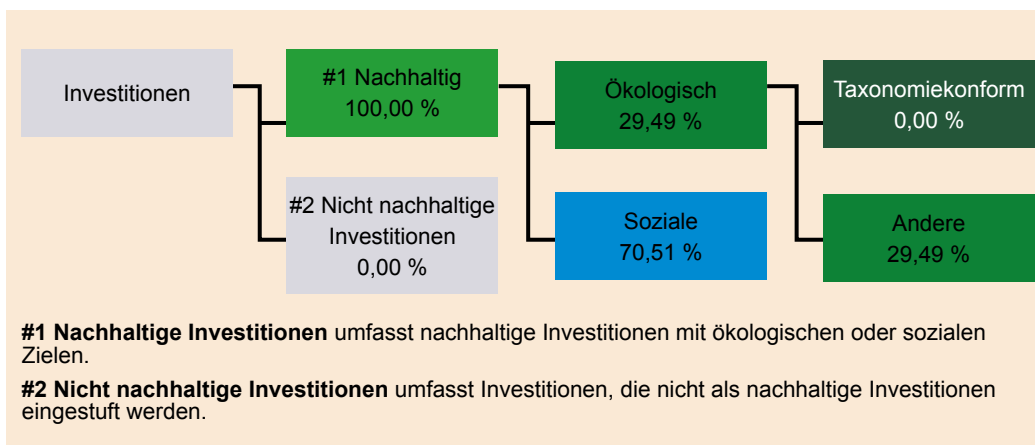 Investitionen
#1 Nachhaltig
100,00 %
Ökologisch
29,49 %
Taxonomiekonform
0,00 %
#2 Nicht nachhaltige
Investitionen
0,00 %
Soziale
70,51 %
Andere
29,49 %
#1 Nachhaltige Investitionen umfasst nachhaltige Investitionen mit ökologischen oder sozialen
Zielen.
#2 Nicht nachhaltige Investitionen umfasst Investitionen, die nicht als nachhaltige Investitionen
eingestuft werden.